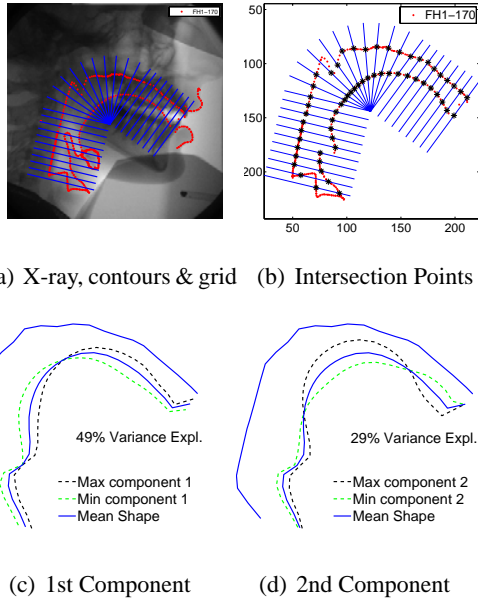 FH1−170
50
100
150
200
50
100
150
200
FH1−170
a) X-ray, contours & grid
(b) Intersection Points
49% Variance Expl.
Max component 1
Min component 1
Mean Shape
29% Variance Expl.
Max component 2
Min component 2
Mean Shape
(c) 1st Component
(d) 2nd Component